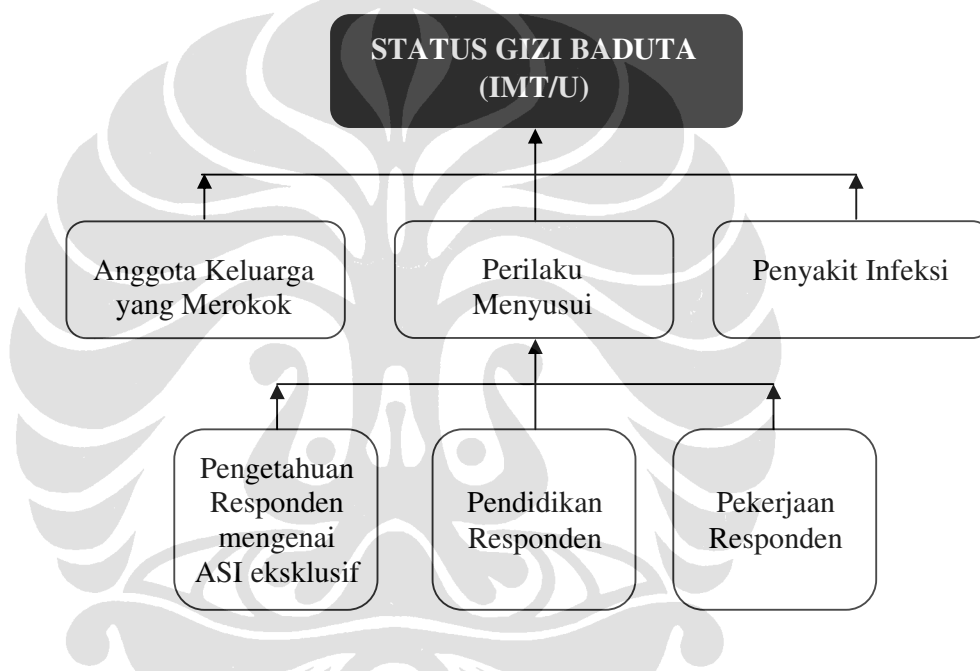 STATUS GIZI BADUTA
(IMT/U)
Anggota Keluarga
yang Merokok
Perilaku
Menyusui
Penyakit Infeksi
Pengetahuan
Responden
mengenai
ASI eksklusif
Pendidikan
Responden
Pekerjaan
Responden